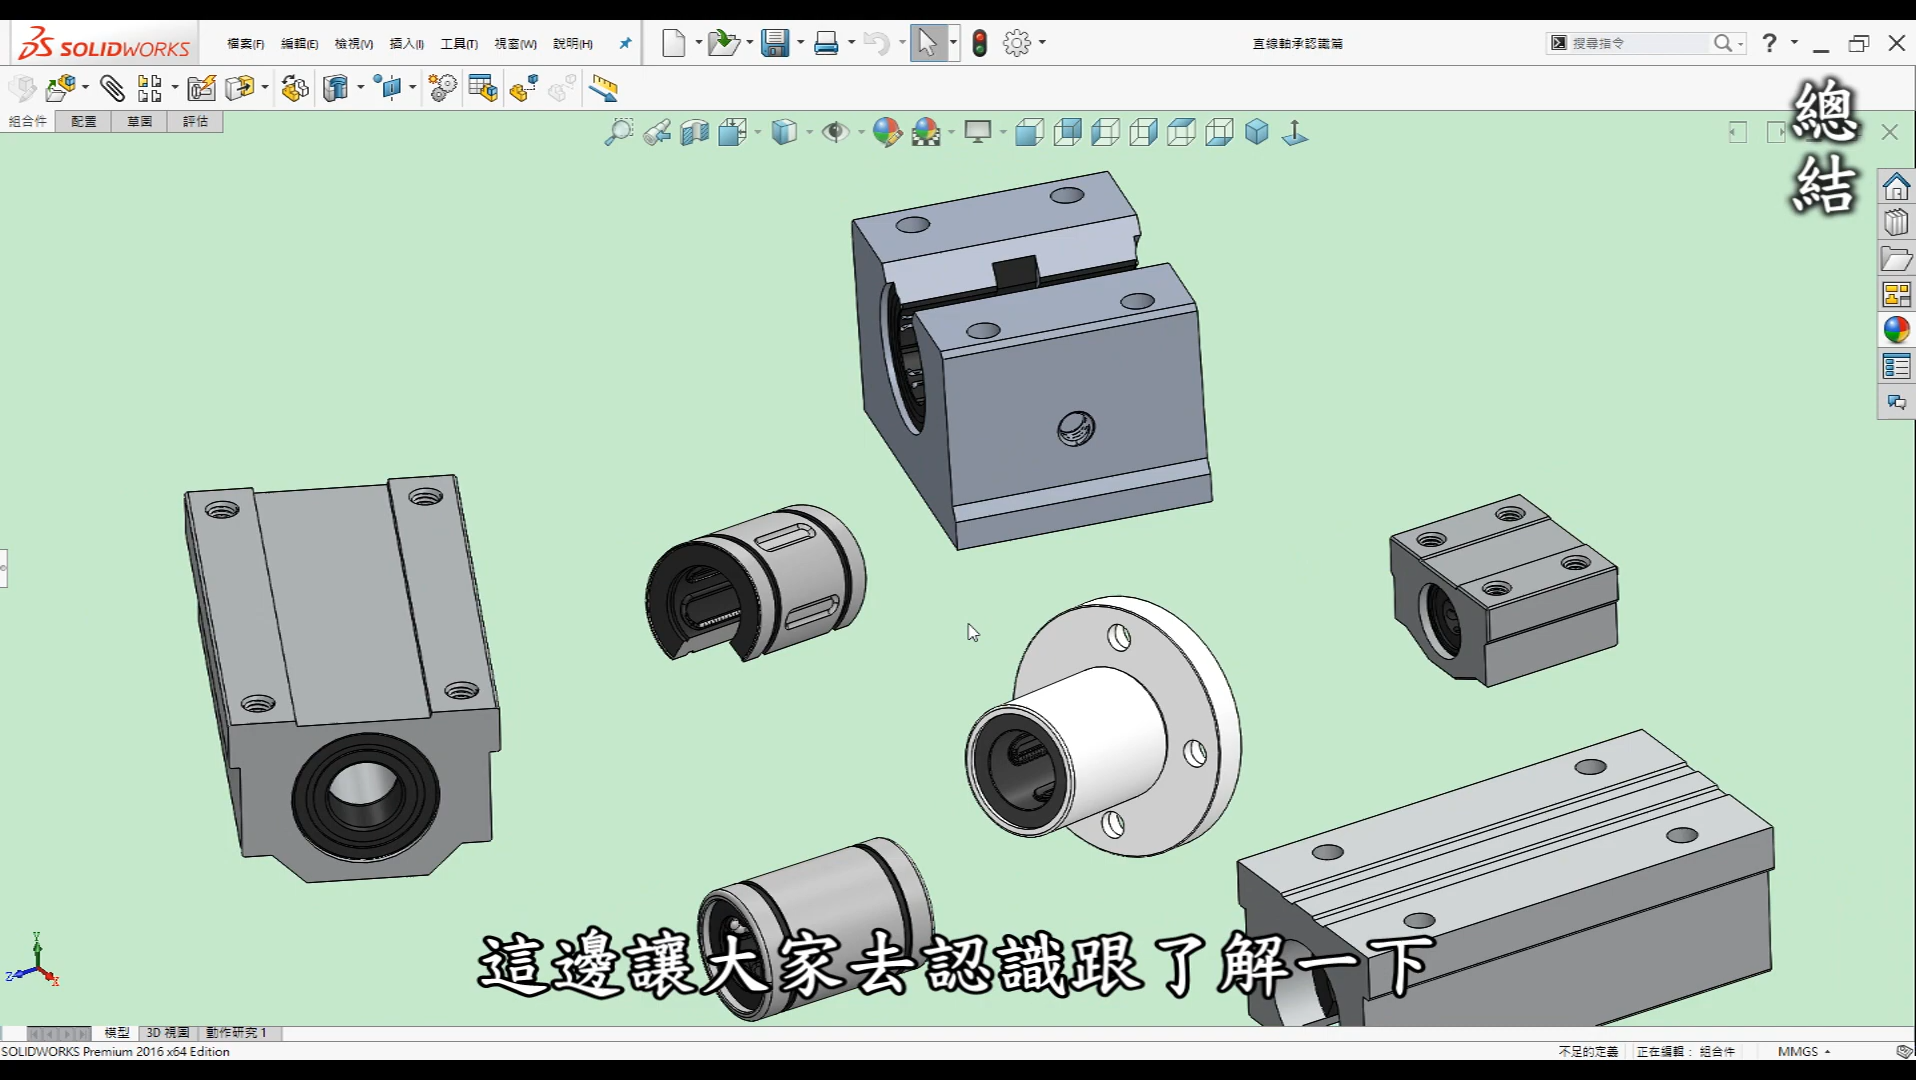 SOLIDWORKS
檔案(F) 編輯(E) 檢視(V) 插入(I) 工具(T) 視窗(W) 說明(H)
直線軸承認識篇
搜尋指令
組合件 配置 草圖 評估
總結
這邊讓大家去認識跟了解一下
Y
Z
X
模型 3D 視圖 動作研究 1
SOLIDWORKS Premium 2016 x64 Edition
不足的定義 正在編輯： 組合件 MMGS